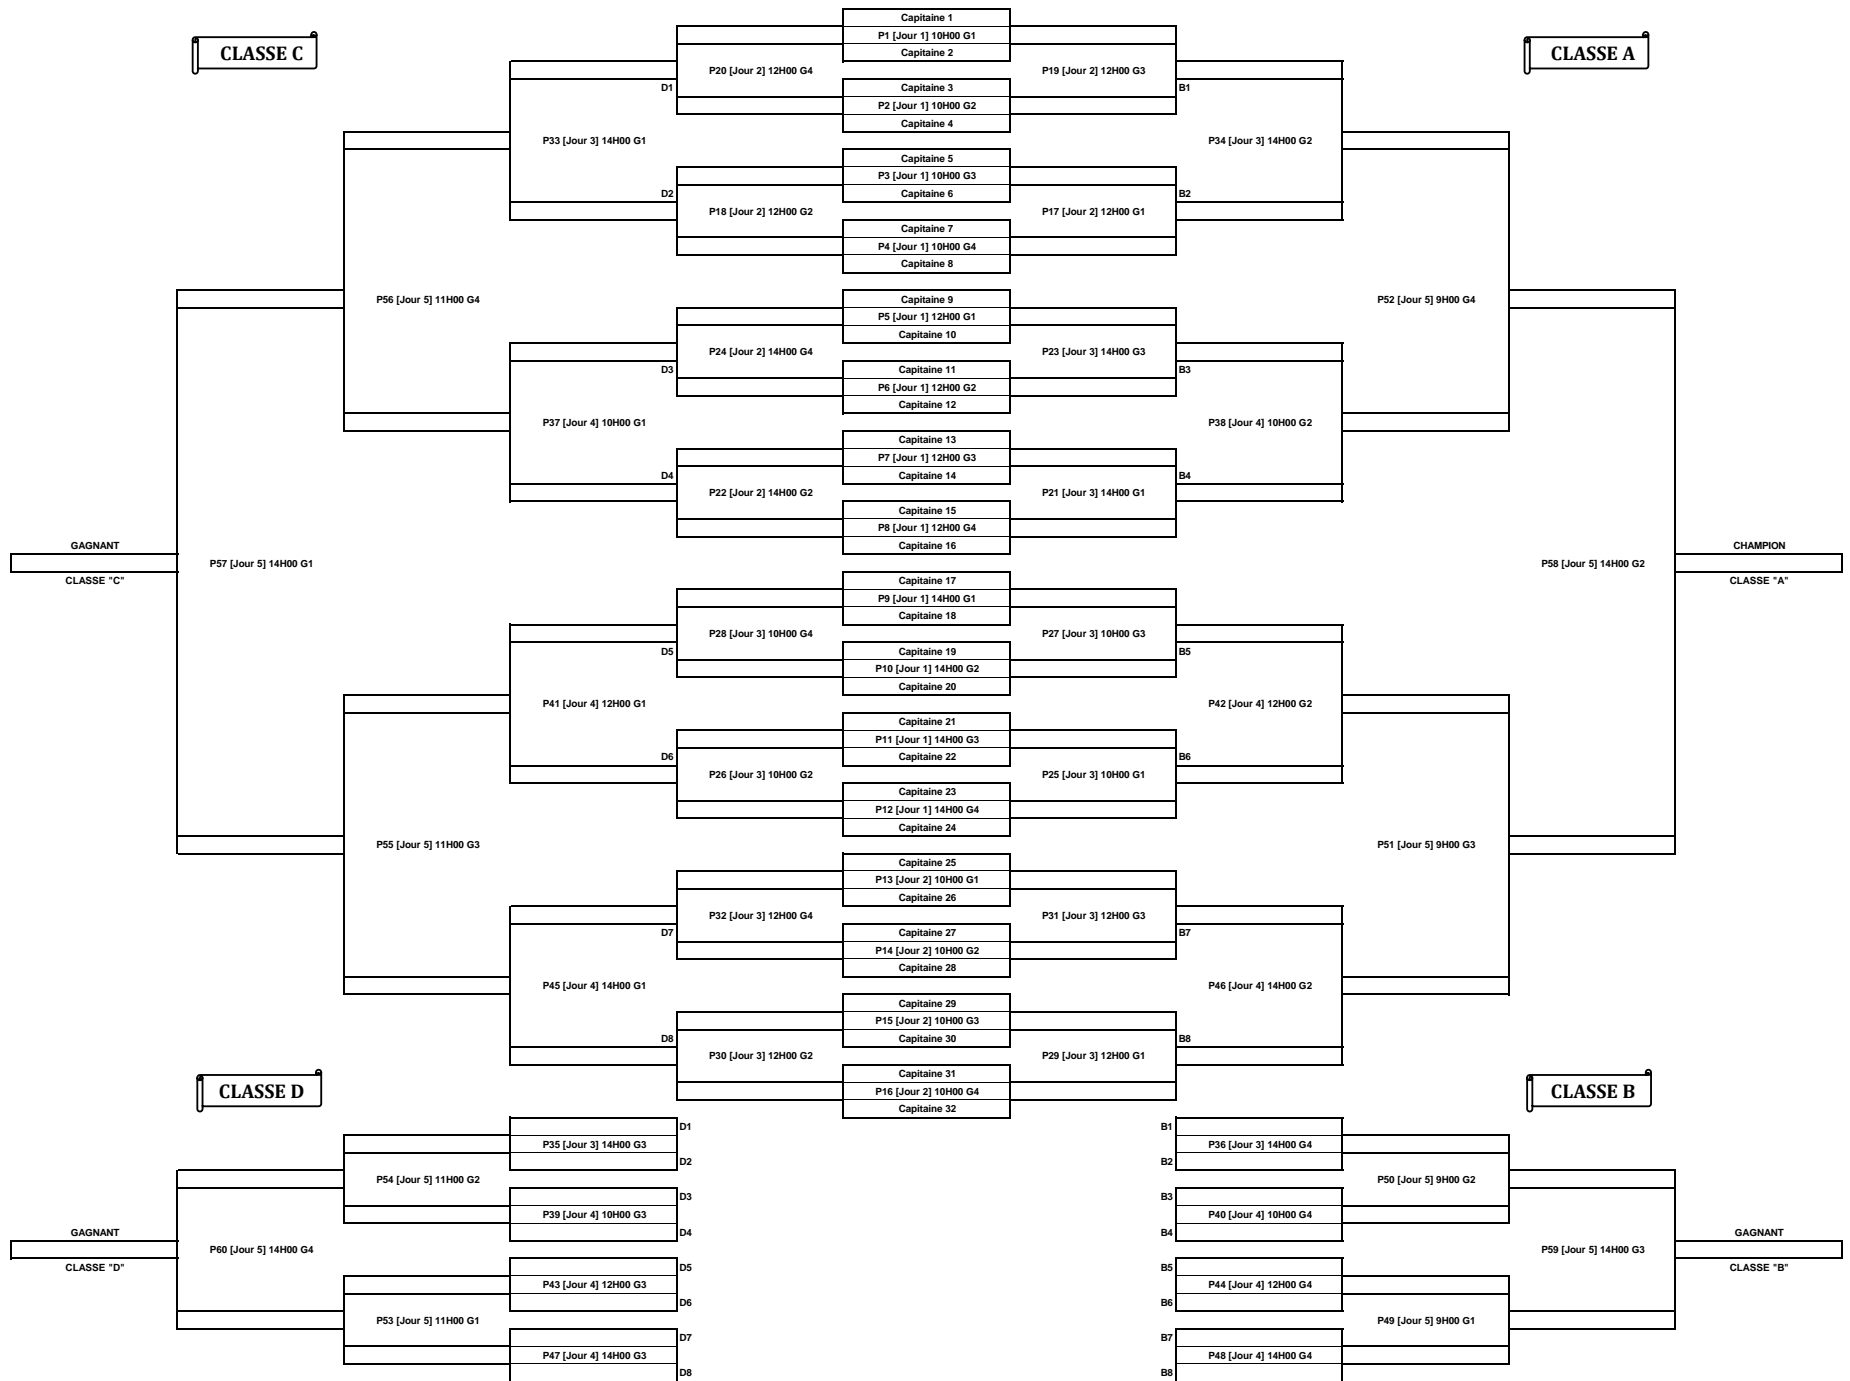 Capitaine 1
CLASSE C
P1 [Jour 1] 10H00 G1
CLASSE A
Capitaine 2
P20 [Jour 2] 12H00 G4
P19 [Jour 2] 12H00 G3
D1
Capitaine 3
B1
P2 [Jour 1] 10H00 G2
Capitaine 4
P33 [Jour 3] 14H00 G1
P34 [Jour 3] 14H00 G2
Capitaine 5
P3 [Jour 1] 10H00 G3
D2
Capitaine 6
B2
P18 [Jour 2] 12H00 G2
P17 [Jour 2] 12H00 G1
Capitaine 7
P4 [Jour 1] 10H00 G4
Capitaine 8
P56 [Jour 5] 11H00 G4
Capitaine 9
P52 [Jour 5] 9H00 G4
P5 [Jour 1] 12H00 G1
Capitaine 10
P24 [Jour 2] 14H00 G4
P23 [Jour 3] 14H00 G3
D3
Capitaine 11
B3
P6 [Jour 1] 12H00 G2
Capitaine 12
P37 [Jour 4] 10H00 G1
P38 [Jour 4] 10H00 G2
Capitaine 13
P7 [Jour 1] 12H00 G3
D4
Capitaine 14
B4
P22 [Jour 2] 14H00 G2
P21 [Jour 3] 14H00 G1
Capitaine 15
P8 [Jour 1] 12H00 G4
GAGNANT
Capitaine 16
CHAMPION
P57 [Jour 5] 14H00 G1
P58 [Jour 5] 14H00 G2
CLASSE "C"
Capitaine 17
CLASSE "A"
P9 [Jour 1] 14H00 G1
Capitaine 18
P28 [Jour 3] 10H00 G4
P27 [Jour 3] 10H00 G3
D5
Capitaine 19
B5
P10 [Jour 1] 14H00 G2
Capitaine 20
P41 [Jour 4] 12H00 G1
P42 [Jour 4] 12H00 G2
Capitaine 21
P11 [Jour 1] 14H00 G3
D6
Capitaine 22
B6
P26 [Jour 3] 10H00 G2
P25 [Jour 3] 10H00 G1
Capitaine 23
P12 [Jour 1] 14H00 G4
Capitaine 24
P55 [Jour 5] 11H00 G3
P51 [Jour 5] 9H00 G3
Capitaine 25
P13 [Jour 2] 10H00 G1
Capitaine 26
P32 [Jour 3] 12H00 G4
P31 [Jour 3] 12H00 G3
D7
Capitaine 27
B7
P14 [Jour 2] 10H00 G2
Capitaine 28
P45 [Jour 4] 14H00 G1
P46 [Jour 4] 14H00 G2
Capitaine 29
P15 [Jour 2] 10H00 G3
D8
Capitaine 30
B8
P30 [Jour 3] 12H00 G2
P29 [Jour 3] 12H00 G1
Capitaine 31
CLASSE D
P16 [Jour 2] 10H00 G4
CLASSE B
Capitaine 32
D1
B1
P35 [Jour 3] 14H00 G3
P36 [Jour 3] 14H00 G4
D2
B2
P54 [Jour 5] 11H00 G2
P50 [Jour 5] 9H00 G2
D3
B3
P39 [Jour 4] 10H00 G3
P40 [Jour 4] 10H00 G4
GAGNANT
D4
B4
GAGNANT
P60 [Jour 5] 14H00 G4
P59 [Jour 5] 14H00 G3
CLASSE "D"
D5
B5
CLASSE "B"
P43 [Jour 4] 12H00 G3
P44 [Jour 4] 12H00 G4
D6
B6
P53 [Jour 5] 11H00 G1
P49 [Jour 5] 9H00 G1
D7
B7
P47 [Jour 4] 14H00 G3
P48 [Jour 4] 14H00 G4
D8
B8